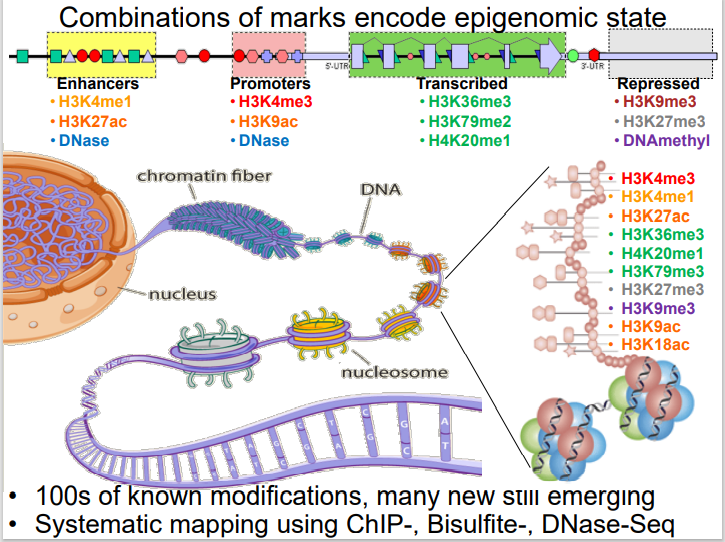 Combinations of marks encode epigenomic state
5'-UTR
3'-UTR
Enhancers
• H3K4me1
• H3K27ac
• DNase
Promoters
• H3K4me3
• H3K9ac
• DNase
Transcribed
• H3K36me3
• H3K79me2
• H4K20me1
Repressed
• H3K9me3
• H3K27me3
• DNAmethyl
chromatin fiber
DNA
nucleus
nucleosome
• H3K4me3
• H3K4me1
• H3K27ac
• H3K36me3
• H4K20me1
• H3K79me3
• H3K27me3
• H3K9me3
• H3K9ac
• H3K18ac
C
G
G
C
A
T
• 100s of known modifications, many new still emerging
• Systematic mapping using ChIP-, Bisulfite-, DNase-Seq